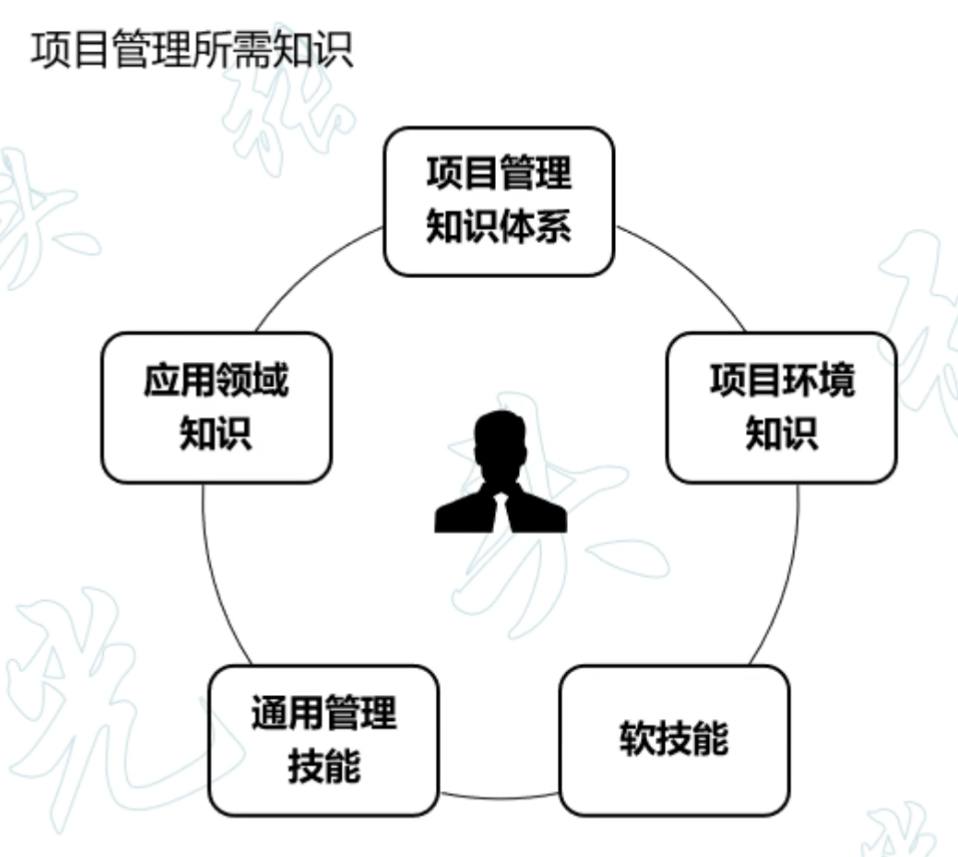 项目管理所需知识
项目管理
知识体系
应用领域
知识
项目环境
知识
通用管理
技能
软技能